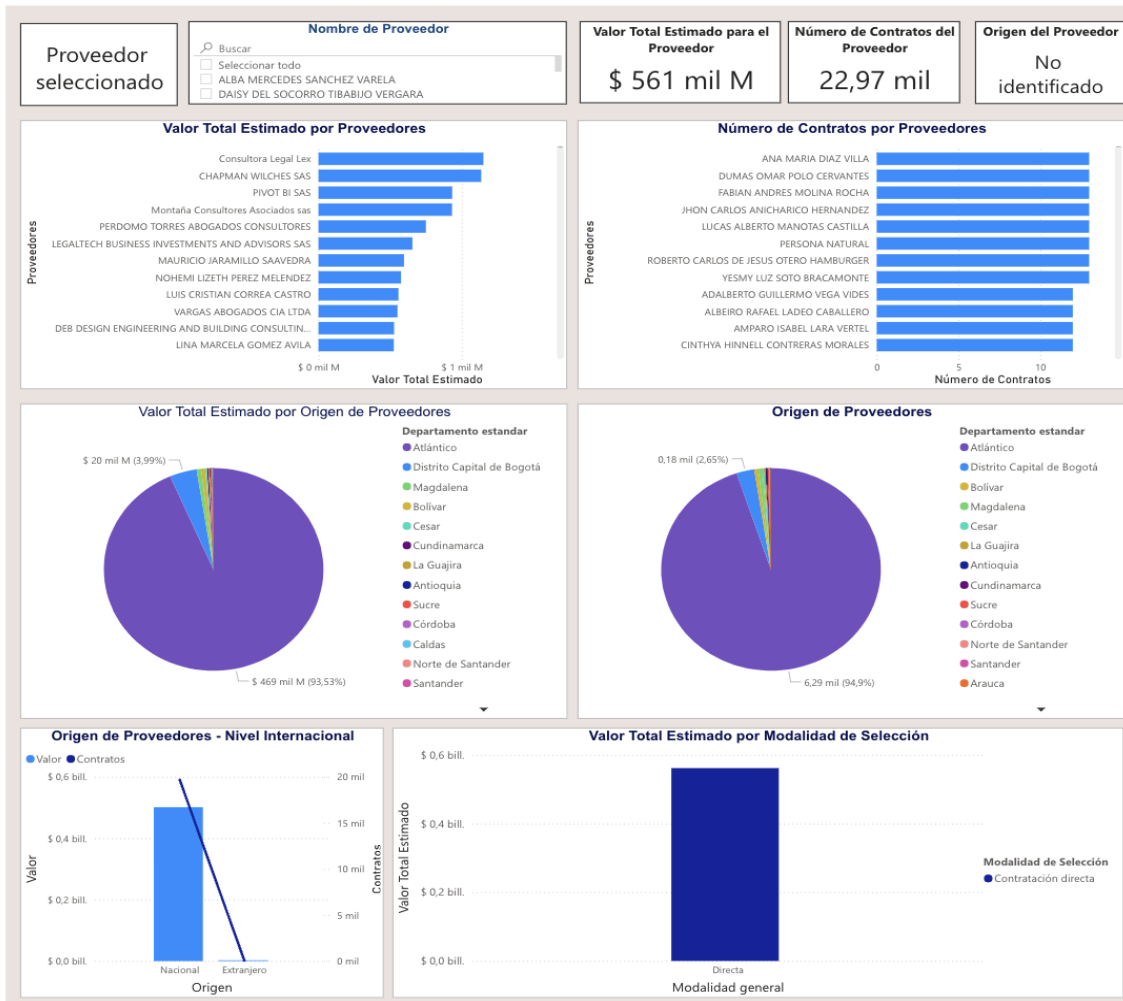 Proveedor
seleccionado
Nombre de Proveedor
Buscar
Seleccionar todo
ALBA MERCEDES SANCHEZ VARELA
DAISY DEL SOCORRO TIBABIJO VERGARA
Valor Total Estimado para el
Proveedor
$ 561 mil M
Número de Contratos del
Proveedor
22,97 mil
Origen del Proveedor
No
identificado
Valor Total Estimado por Proveedores
Proveedores
Consultora Legal Lex
CHAPMAN WILCHES SAS
PIVOT BI SAS
Montaña Consultores Asociados sas
PERDOMO TORRES ABOGADOS CONSULTORES
LEGALTECH BUSINESS INVESTMENTS AND ADVISORS SAS
MAURICIO JARAMILLO SAAVEDRA
NOHEMI LIZETH PEREZ MELENDEZ
LUIS CRISTIAN CORREA CASTRO
VARGAS ABOGADOS CIA LTDA
DEB DESIGN ENGINEERING AND BUILDING CONSULTIN...
LINA MARCELA GOMEZ AVILA
$ 0 mil M $ 1 mil M
Valor Total Estimado
Número de Contratos por Proveedores
Proveedores
ANA MARIA DIAZ VILLA
DUMAS OMAR POLO CERVANTES
FABIAN ANDRES MOLINA ROCHA
JHON CARLOS ANICHARICO HERNANDEZ
LUCAS ALBERTO MANOTAS CASTILLA
PERSONA NATURAL
ROBERTO CARLOS DE JESUS OTERO HAMBURGER
YESMY LUZ SOTO BRACAMONTE
ADALBERTO GUILLERMO VEGA VIDES
ALBEIRO RAFAEL LADEO CABALLERO
AMPARO ISABEL LARA VERTEL
CINTHYA HINNELL CONTRERAS MORALES
0 5 10
Número de Contratos
Valor Total Estimado por Origen de Proveedores
$ 20 mil M (3,99%)
$ 469 mil M (93,53%)
Departamento estandar
Atlántico
Distrito Capital de Bogotá
Magdalena
Bolívar
Cesar
Cundinamarca
La Guajira
Antioquia
Sucre
Córdoba
Caldas
Norte de Santander
Santander
Origen de Proveedores
0,18 mil (2,65%)
6,29 mil (94,9%)
Departamento estandar
Atlántico
Distrito Capital de Bogotá
Bolívar
Magdalena
Cesar
La Guajira
Antioquia
Cundinamarca
Sucre
Córdoba
Norte de Santander
Santander
Arauca
Origen de Proveedores - Nivel Internacional
Valor Contratos
Valor
$ 0,6 bill.
$ 0,4 bill.
$ 0,2 bill.
$ 0,0 bill.
20 mil
15 mil
10 mil
5 mil
0 mil
Contratos
Nacional Extranjero
Origen
Valor Total Estimado por Modalidad de Selección
Valor Total Estimado
$ 0,6 bill.
$ 0,4 bill.
$ 0,2 bill.
$ 0,0 bill.
Directa
Modalidad general
Modalidad de Selección
Contratación directa